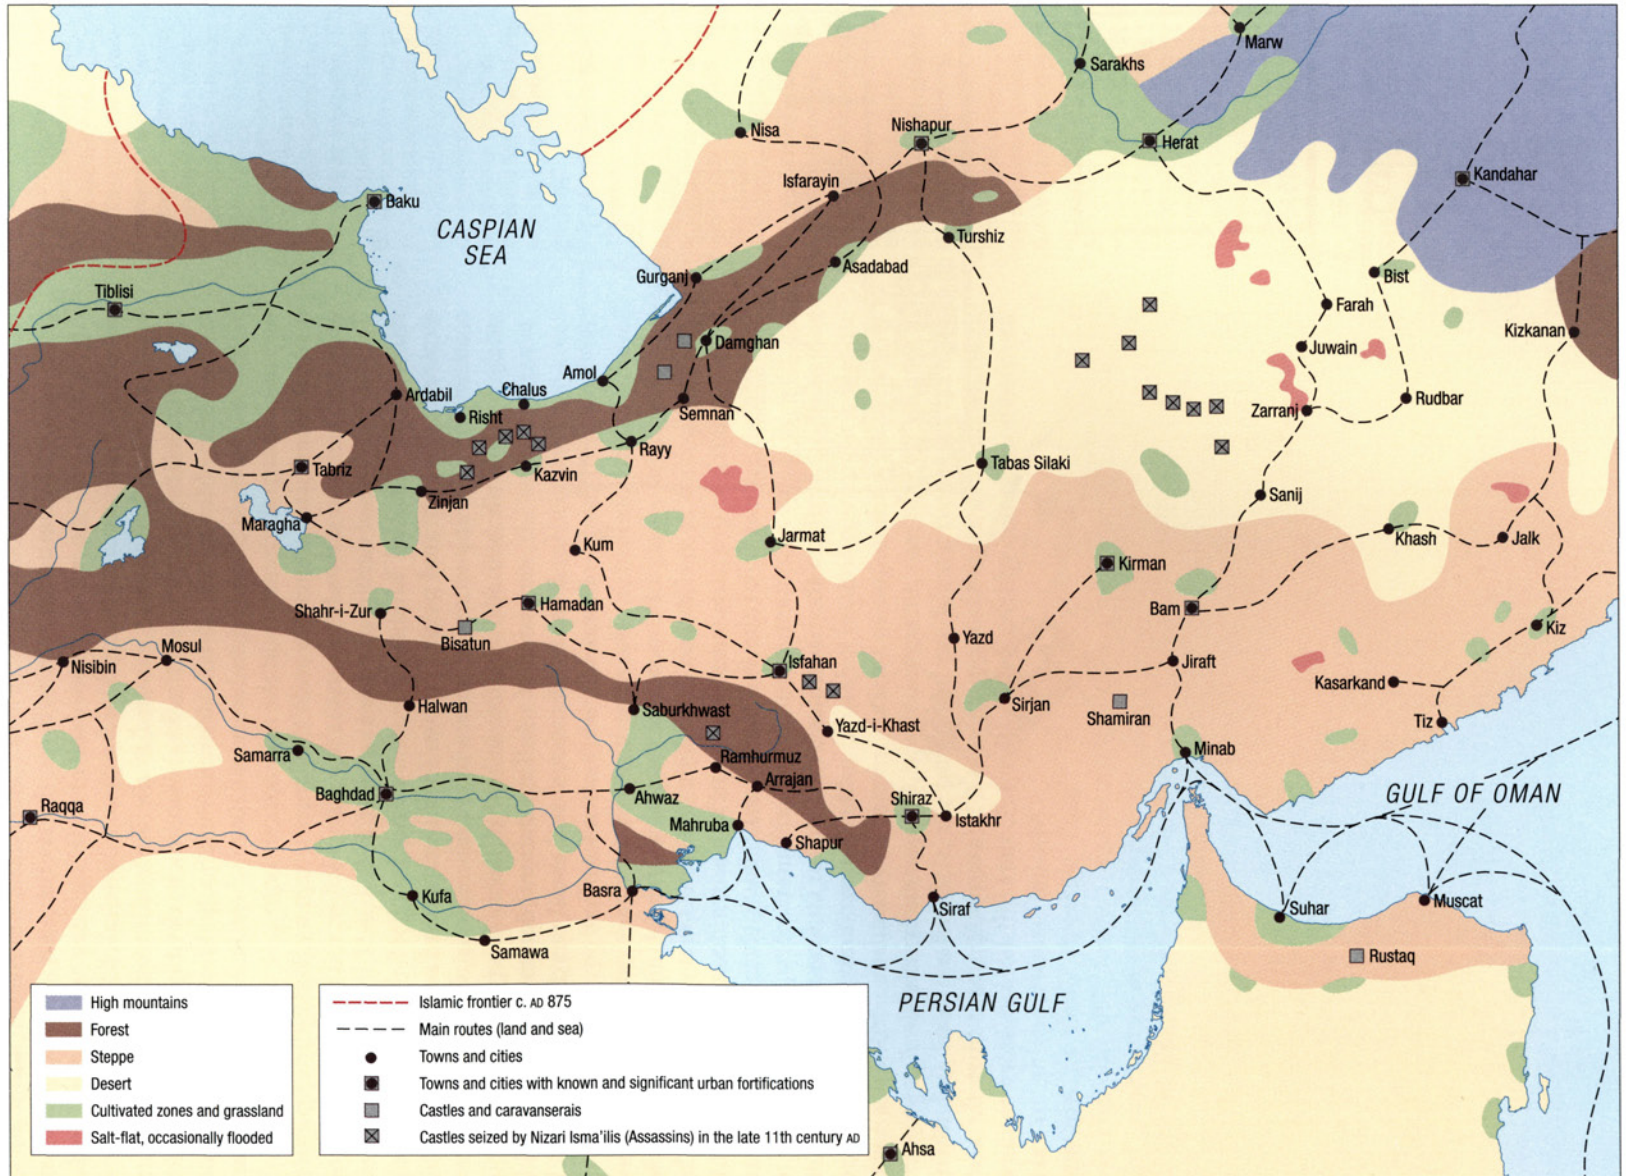 Marw
Sarakhs
Nisa
Nishapur
Herat
Kandahar
Isfarayin
Baku
CASPIAN
SEA
Turshiz
Asadabad
Gurganj
Bist
Tiblisi
Farah
Kizkanan
Damghan
Juwain
Amol
Chalus
Ardabil
Risht
Semnan
Zarranj
Rudbar
Rayy
Tabriz
Kazvin
Tabas Silaki
Zinjan
Sanij
Maragha
Jarmat
Khash
Jalk
Kum
Kirman
Shahr-i-Zur
Hamadan
Bam
Bisatun
Yazd
Kiz
Mosul
Nisibin
Isfahan
Jiraft
Kasarkand
Halwan
Saburkhwast
Sirjan
Shamiran
Yazd-i-Khast
Tiz
Samarra
Ramhurmuz
Minab
Arrajan
Baghdad
Ahwaz
Shiraz
GULF OF OMAN
Raqqa
Mahruba
Istakhr
Shapur
Basra
Kufa
Siraf
Suhar
Muscat
Samawa
Rustaq
PERSIAN GULF
Ahsa
High mountains
Forest
Steppe
Desert
Cultivated zones and grassland
Salt-flat, occasionally flooded
Islamic frontier c. AD 875
Main routes (land and sea)
Towns and cities
Towns and cities with known and significant urban fortifications
Castles and caravanserais
Castles seized by Nizari Isma'ilis (Assassins) in the late 11th century AD